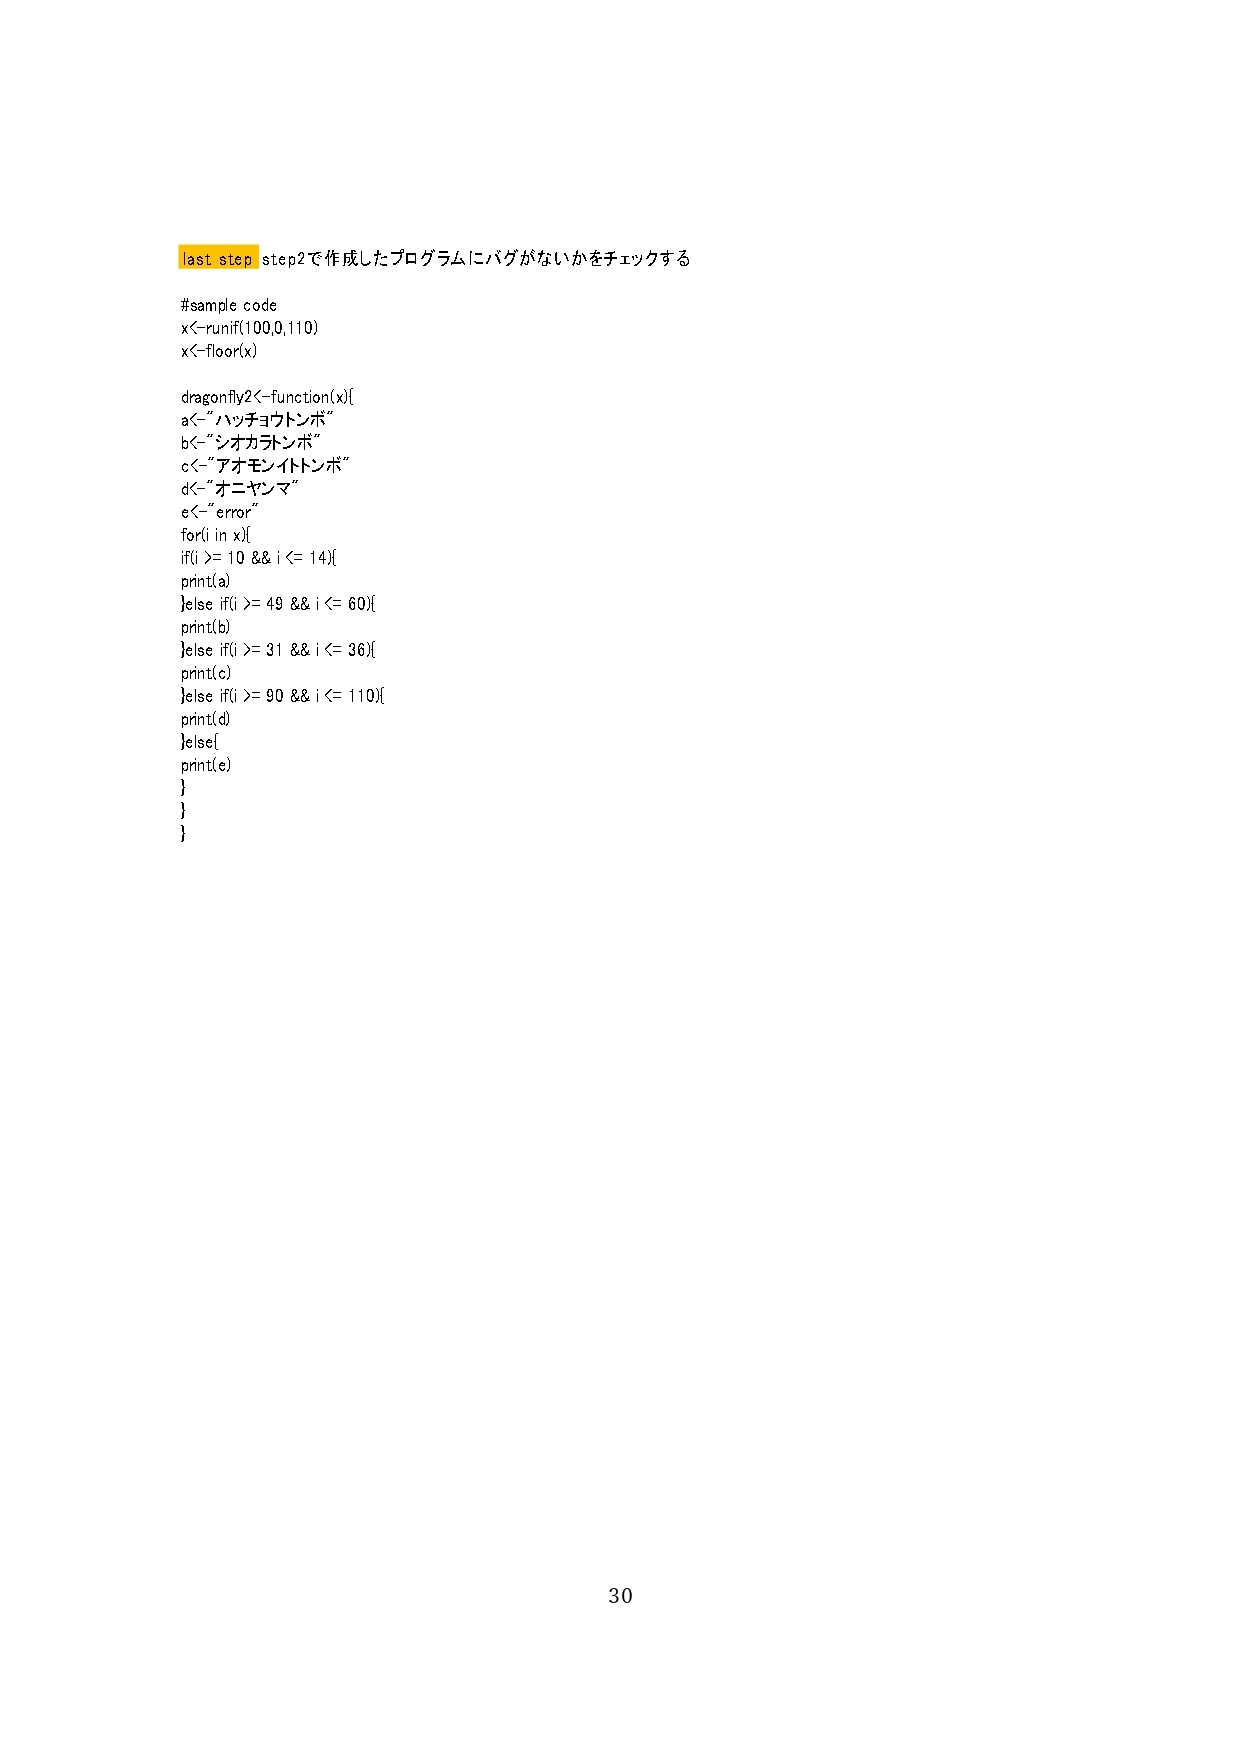 last step step2で作成したプログラムにバグがないかをチェックする
#sample code
x<-runif(100,0,110)
x<-floor(x)
dragonfly2<-function(x){
a<-"ハッチョウトンボ"
b<-"シオカラトンボ"
c<-"アオモンイトトンボ"
d<-"オニヤンマ"
e<-"error"
for(i in x){
if(i >= 10 && i <= 14){
print(a)
}else if(i >= 49 && i <= 60){
print(b)
}else if(i >= 31 && i <= 36){
print(c)
}else if(i >= 90 && i <= 110){
print(d)
}else{
print(e)
}
}
}
30